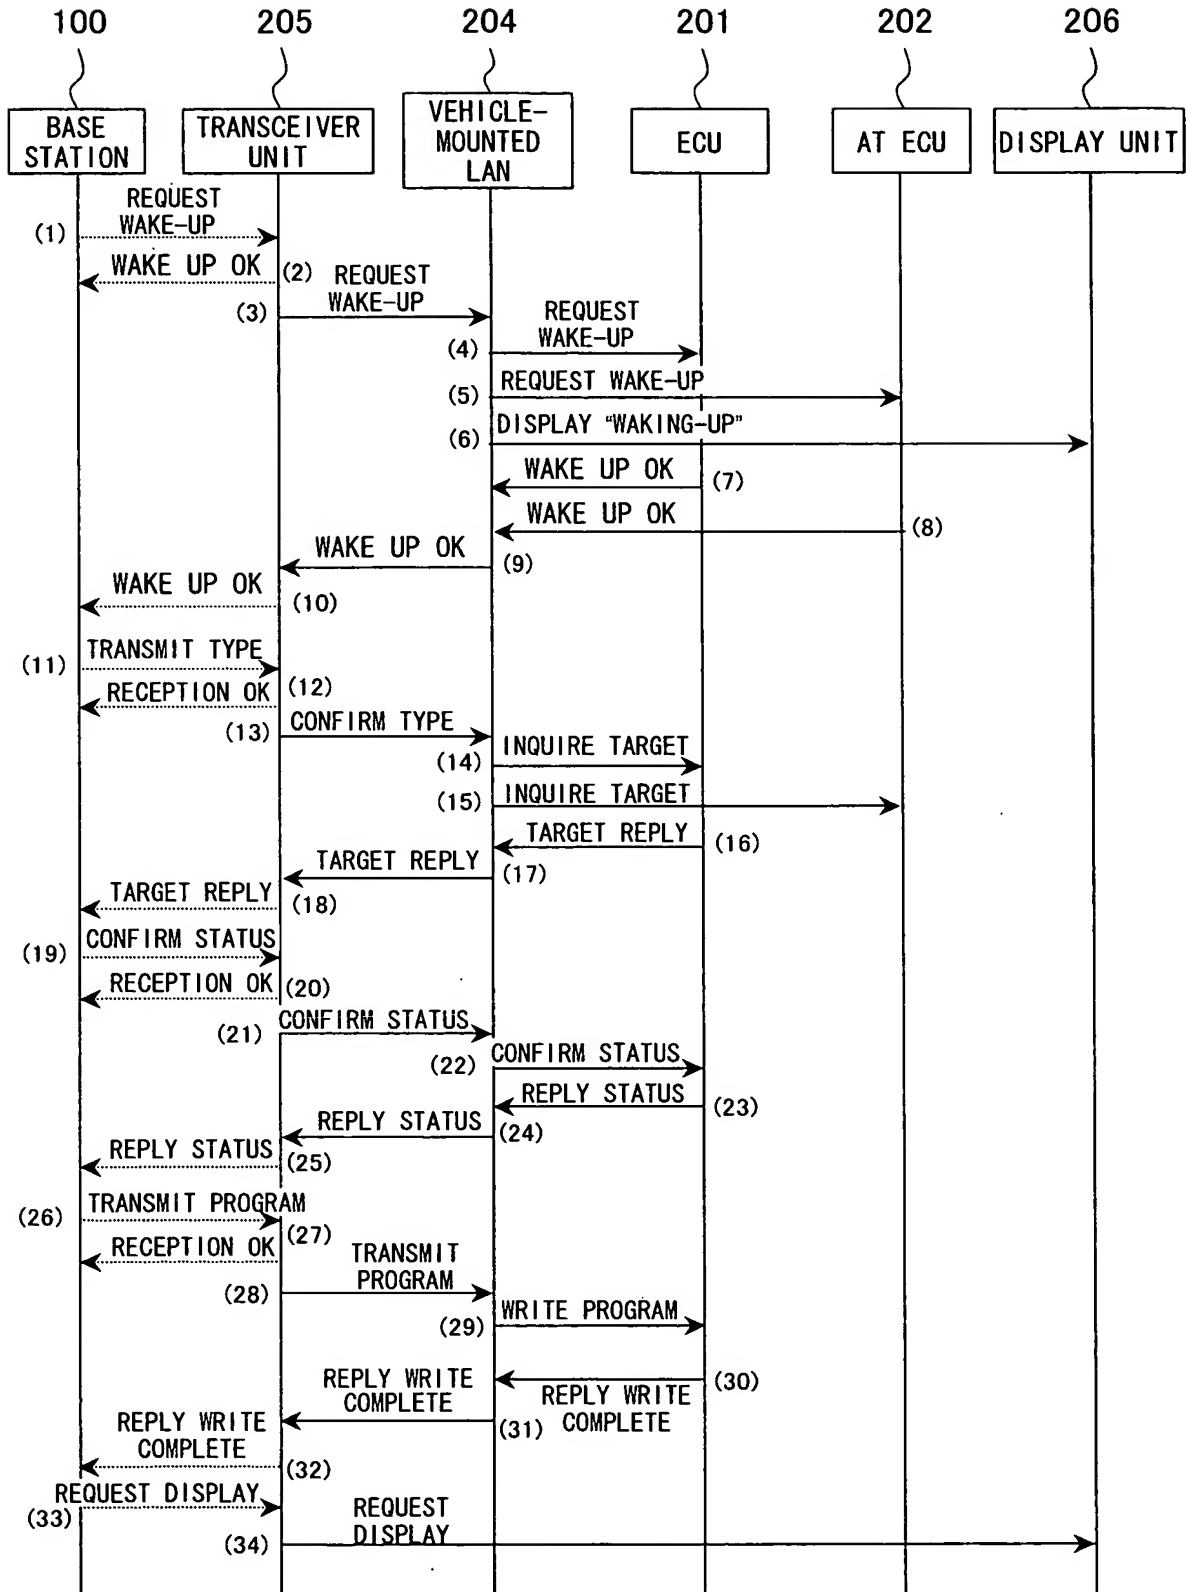 100 205 204 201 202 206
BASE
STATION
TRANSCEIVER
UNIT
VEHICLE-
MOUNTED
LAN
ECU
AT ECU
DISPLAY UNIT
REQUEST
WAKE-UP
(1)
WAKE UP OK
(2)
REQUEST
WAKE-UP
(3)
REQUEST
WAKE-UP
(4)
REQUEST WAKE-UP
(5)
DISPLAY “WAKING-UP”
(6)
WAKE UP OK
(7)
WAKE UP OK
(8)
WAKE UP OK
(9)
WAKE UP OK
(10)
TRANSMIT TYPE
(11)
RECEPTION OK
(12)
CONFIRM TYPE
(13)
INQUIRE TARGET
(14)
INQUIRE TARGET
(15)
TARGET REPLY
(16)
TARGET REPLY
(17)
TARGET REPLY
(18)
CONFIRM STATUS
(19)
RECEPTION OK
(20)
CONFIRM STATUS
(21)
CONFIRM STATUS
(22)
REPLY STATUS
(23)
REPLY STATUS
(24)
REPLY STATUS
(25)
TRANSMIT PROGRAM
(26)
RECEPTION OK
(27)
TRANSMIT
PROGRAM
(28)
WRITE PROGRAM
(29)
REPLY WRITE
COMPLETE
(30)
REPLY WRITE
COMPLETE
(31)
REPLY WRITE
COMPLETE
(32)
REQUEST DISPLAY
(33)
REQUEST
DISPLAY
(34)